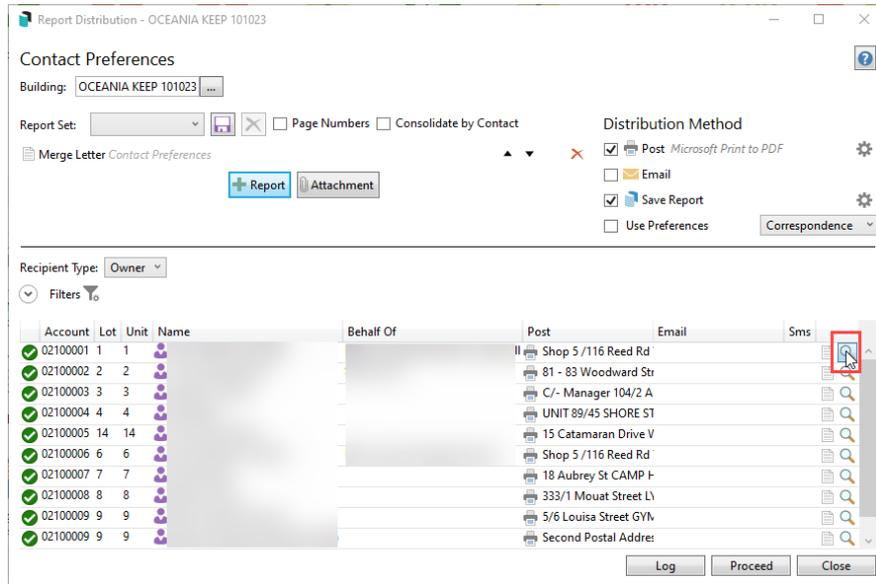 Report Distribution - OCEANIA KEEP 101023
Contact Preferences
Building: OCEANIA KEEP 101023 ...
Report Set: Page Numbers Consolidate by Contact
Distribution Method
Merge Letter Contact Preferences
Post Microsoft Print to PDF
Report Attachment
Email
Save Report
Use Preferences Correspondence
Recipient Type: Owner
Filters
Account Lot Unit Name Behalf Of Post Email Sms
02100001 1 1 Shop 5 /116 Reed Rd
02100002 2 2 81 - 83 Woodward Str
02100003 3 3 C/- Manager 104/2 A
02100004 4 4 UNIT 89/45 SHORE ST
02100005 14 14 15 Catamaran Drive
02100006 6 6 Shop 5 /116 Reed Rd
02100007 7 7 18 Aubrey St CAMP
02100008 8 8 333/1 Mouat Street
02100009 9 9 5/6 Louisa Street
02100009 9 9 Second Postal Addres
Log Proceed Close